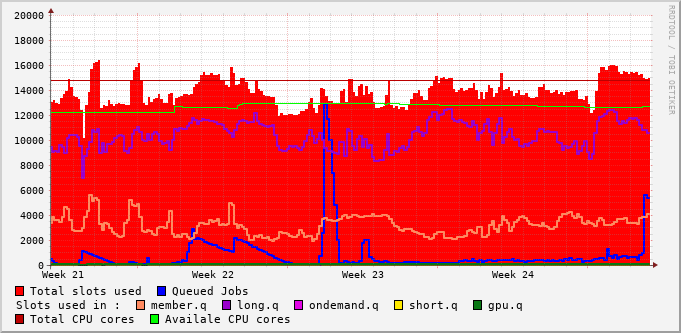 20000
18000
16000
14000
12000
10000
8000
6000
4000
2000
0
Week 21 Week 22 Week 23 Week 24
RRDTOOL / TOBI OETIKER
Total slots used Queued Jobs
Slots used in : member.q long.q ondemand.q short.q gpu.q
Total CPU cores Availale CPU cores